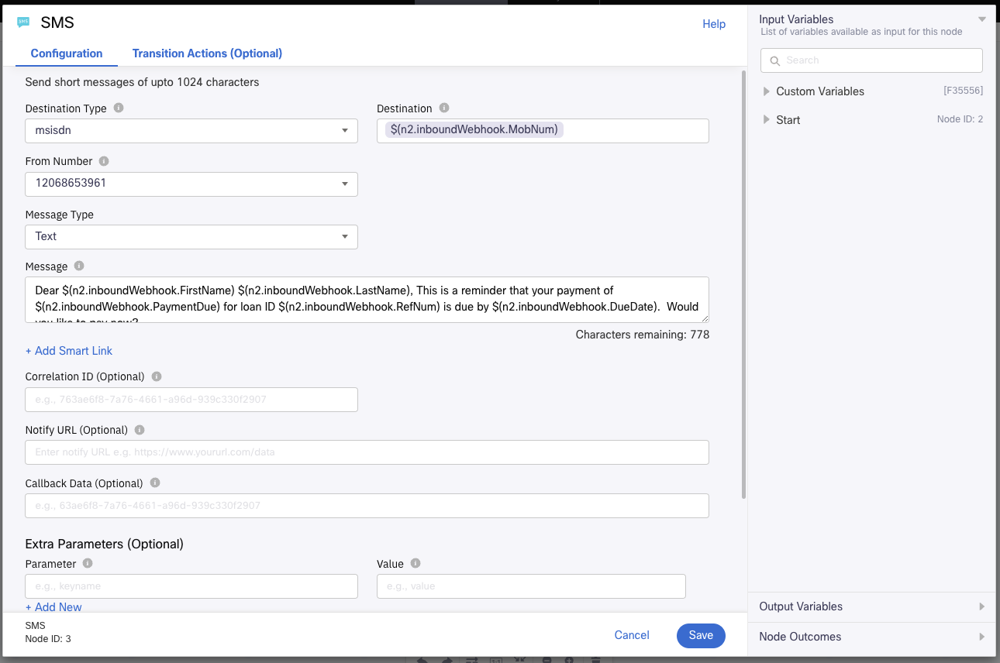 SMS
Help
Configuration
Transition Actions (Optional)
Send short messages of upto 1024 characters
Destination Type
Destination
msisdn
$(n2.inboundWebhook.MobNum)
From Number
12068653961
Message Type
Text
Message
Dear $(n2.inboundWebhook.FirstName) $(n2.inboundWebhook.LastName), This is a reminder that your payment of
$(n2.inboundWebhook.PaymentDue) for loan ID $(n2.inboundWebhook.RefNum) is due by $(n2.inboundWebhook.DueDate).  Would
you like to pay now?
Characters remaining: 778
+ Add Smart Link
Correlation ID (Optional)
e.g., 763ae6f8-7a76-4661-a96d-939c330f2907
Notify URL (Optional)
Enter notify URL e.g. https://www.yoururl.com/data
Callback Data (Optional)
e.g., 63ae6f8-7a76-4661-a96d-939c330f2907
Extra Parameters (Optional)
Parameter
Value
e.g., keyname
e.g., value
+ Add New
SMS
Node ID: 3
Cancel
Save
Input Variables
List of variables available as input for this node
Search
Custom Variables
[F35556]
Start
Node ID: 2
Output Variables
Node Outcomes